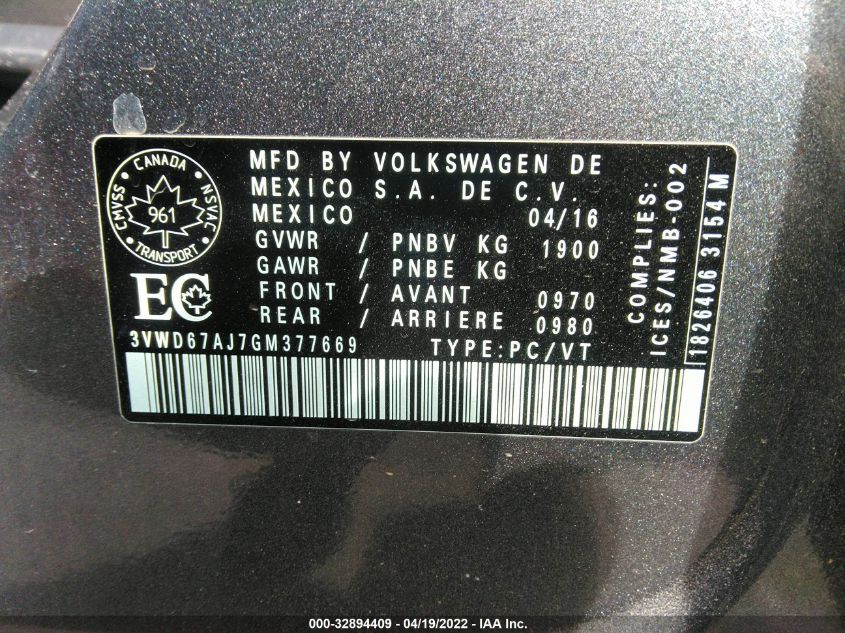 CANADA
CMVSS
NSVAC
961
TRANSPORT
EC
MFD BY VOLKSWAGEN DE
MEXICO S.A. DE C.V.
MEXICO 04/16
GVWR / PNBV KG 1900
GAWR / PNBE KG
FRONT / AVANT 0970
REAR / ARRIERE 0980
3VWD67AJ7GM377669 TYPE:PC/VT
COMPLIES:
ICES/NMB-002
1826406 3154 M
000-32894409 - 04/19/2022 - IAA Inc.